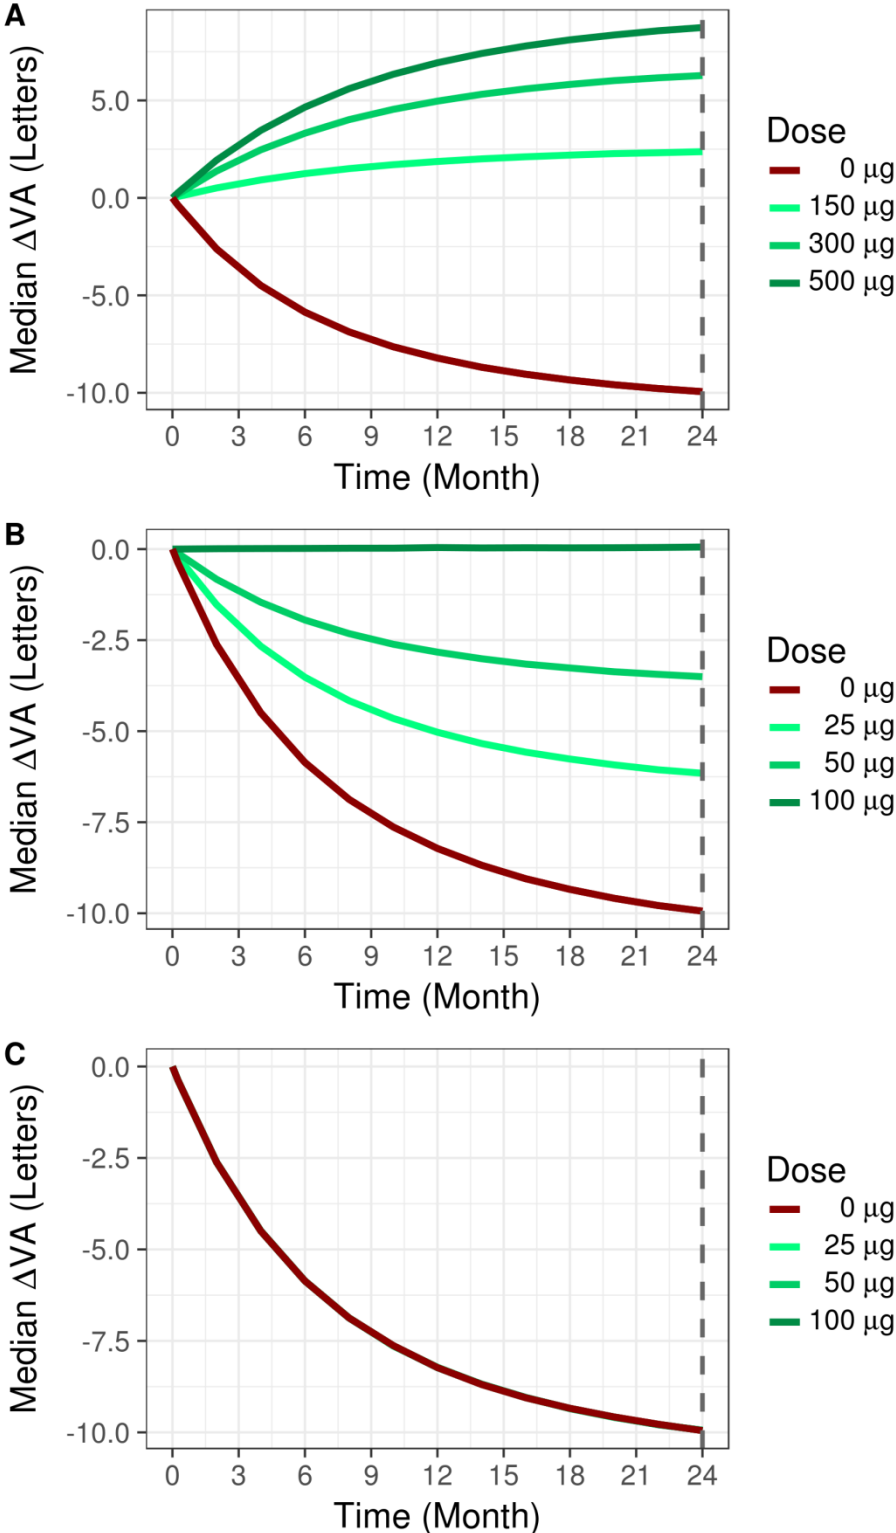 A
Median ΔVA (Letters)
5.0
0.0
-5.0
-10.0
0 3 6 9 12 15 18 21 24
Time (Month)
Dose
0 μg
150 μg
300 μg
500 μg
B
Median ΔVA (Letters)
0.0
-2.5
-5.0
-7.5
-10.0
0 3 6 9 12 15 18 21 24
Time (Month)
Dose
0 μg
25 μg
50 μg
100 μg
C
Median ΔVA (Letters)
0.0
-2.5
-5.0
-7.5
-10.0
0 3 6 9 12 15 18 21 24
Time (Month)
Dose
0 μg
25 μg
50 μg
100 μg